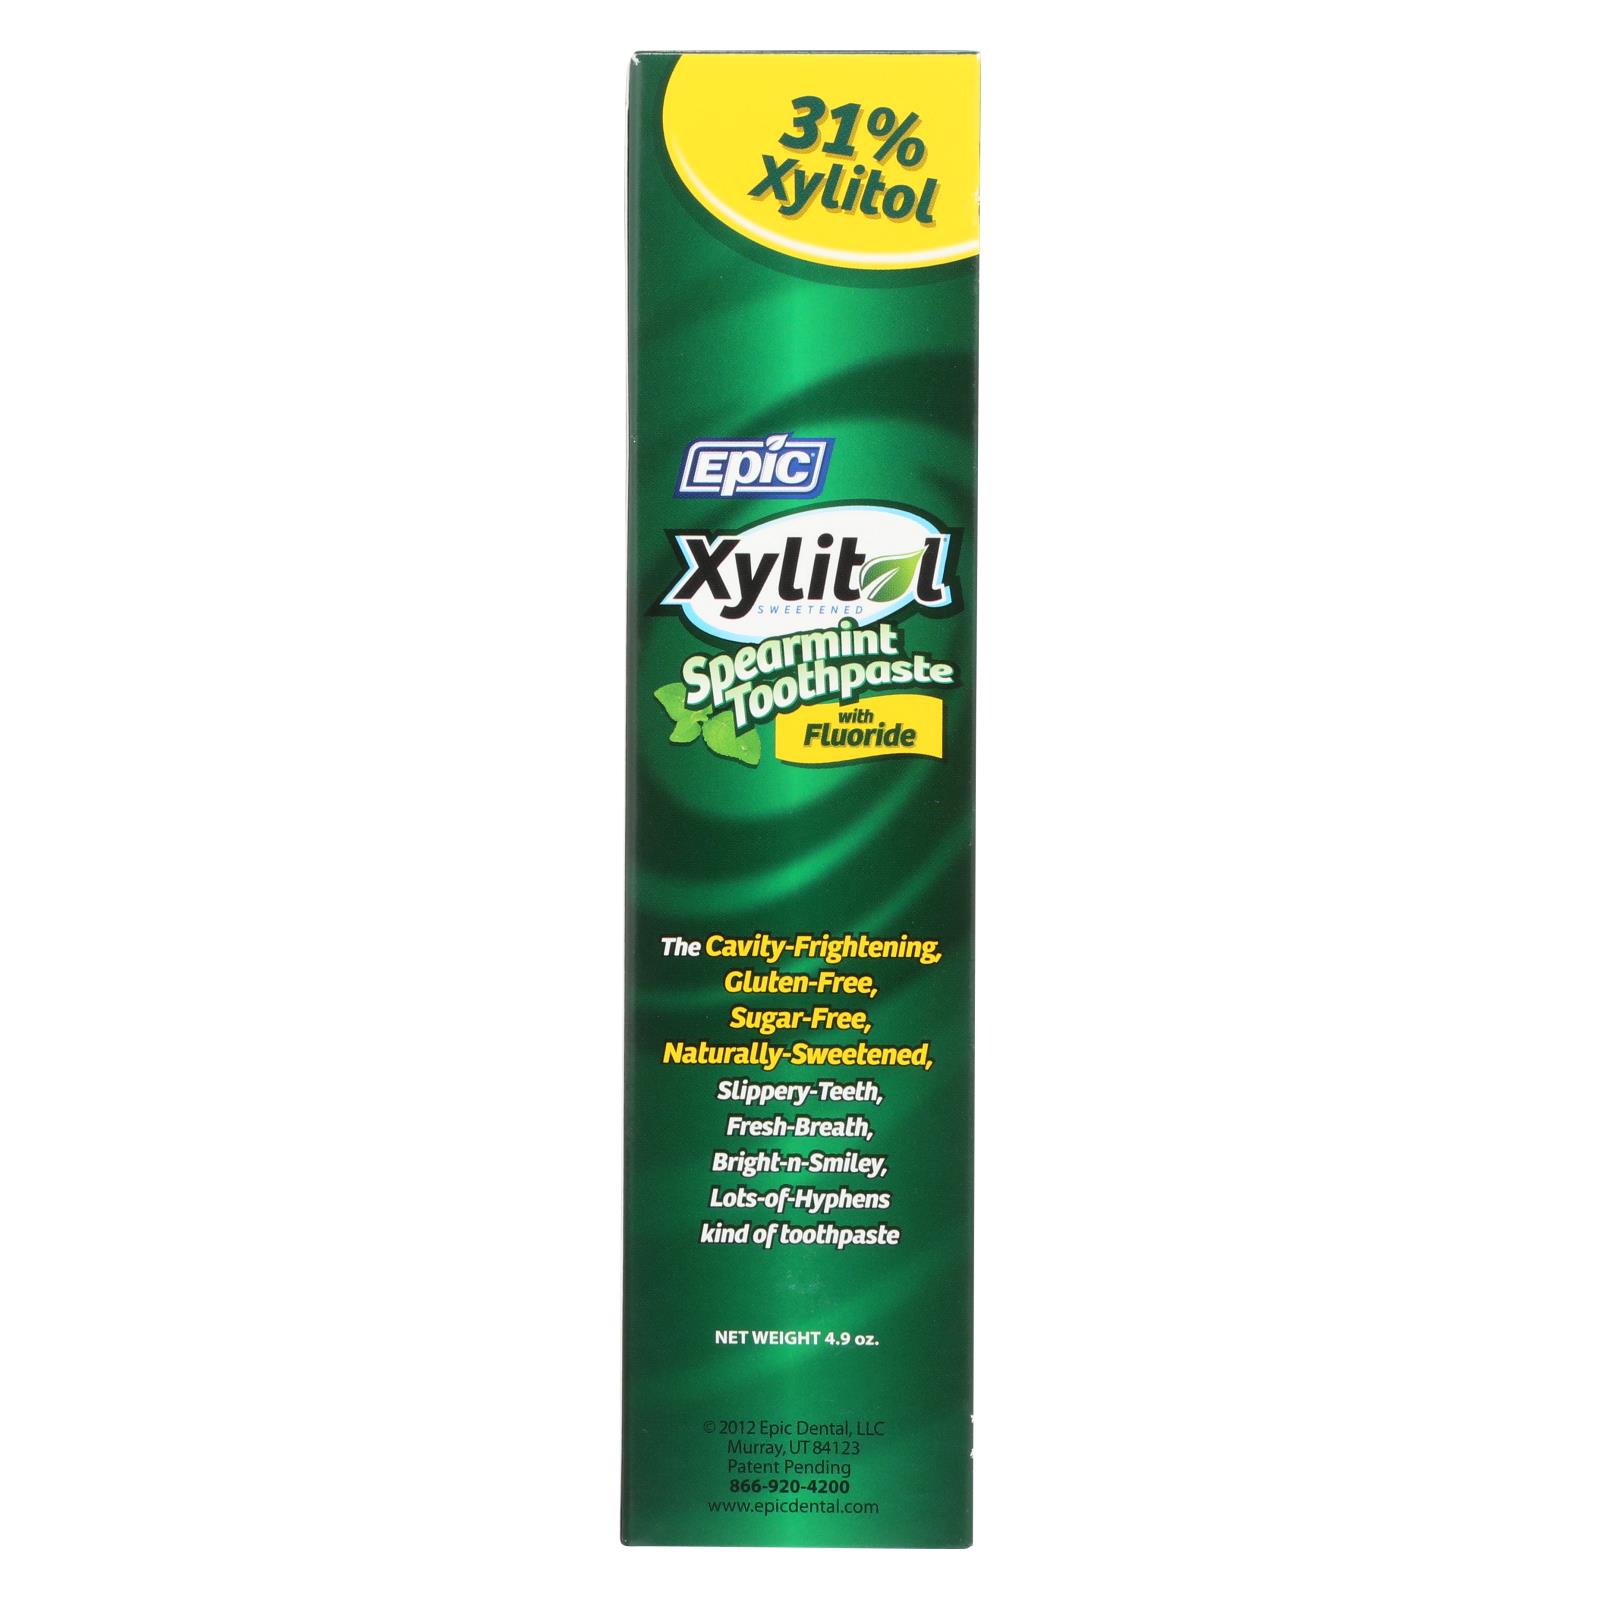 31%
Xylitol
Epic
Xylitol
SWEETENED
Spearmint
Toothpaste
with
Fluoride
The Cavity-Frightening,
Gluten-Free,
Sugar-Free,
Naturally-Sweetened,
Slippery-Teeth,
Fresh-Breath,
Bright-n-Smiley,
Lots-of-Hyphens
kind of toothpaste
NET WEIGHT 4.9 oz.
© 2012 Epic Dental, LLC
Murray, UT 84123
Patent Pending
866-920-4200
www.epicdental.com